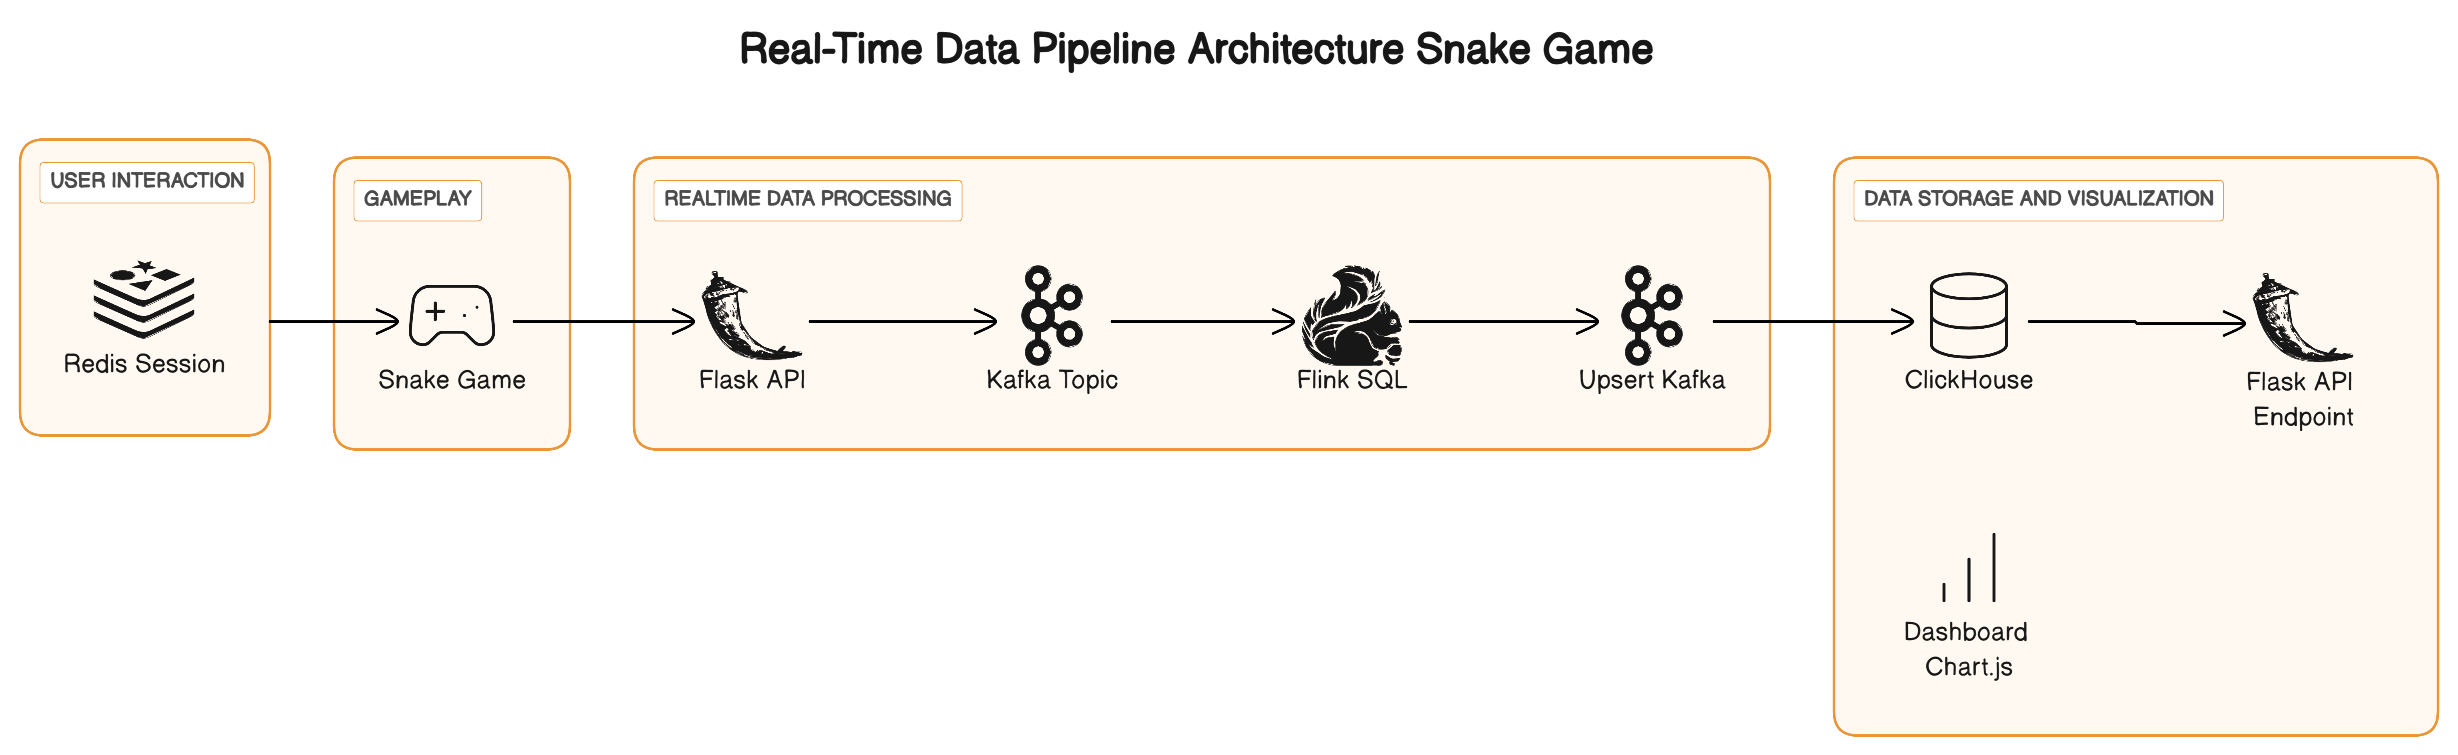 Real-Time Data Pipeline Architecture Snake Game
USER INTERACTION
Redis Session
GAMEPLAY
Snake Game
REALTIME DATA PROCESSING
Flask API
Kafka Topic
Flink SQL
Upsert Kafka
DATA STORAGE AND VISUALIZATION
ClickHouse
Flask API
Endpoint
Dashboard
Chart.js